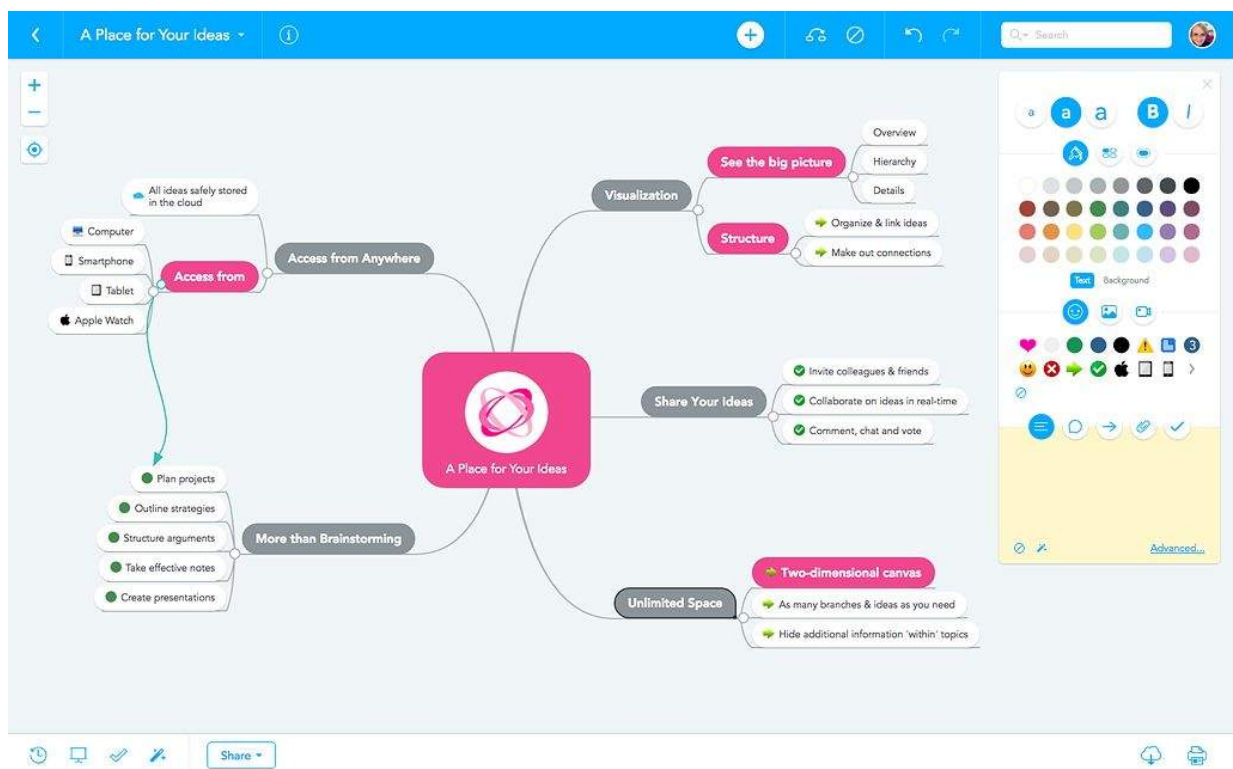 A Place for Your Ideas
Search
a a a B I
Overview
See the big picture
Hierarchy
Details
Visualization
Organize & link ideas
Structure
Make out connections
All ideas safely stored
in the cloud
Computer
Smartphone
Access from
Tablet
Apple Watch
Access from Anywhere
Text Background
3
Invite colleagues & friends
Share Your Ideas
Collaborate on ideas in real-time
Comment, chat and vote
A Place for Your Ideas
Plan projects
Outline strategies
Structure arguments
More than Brainstorming
Take effective notes
Create presentations
Advanced...
Two-dimensional canvas
Unlimited Space
As many branches & ideas as you need
Hide additional information 'within' topics
Share